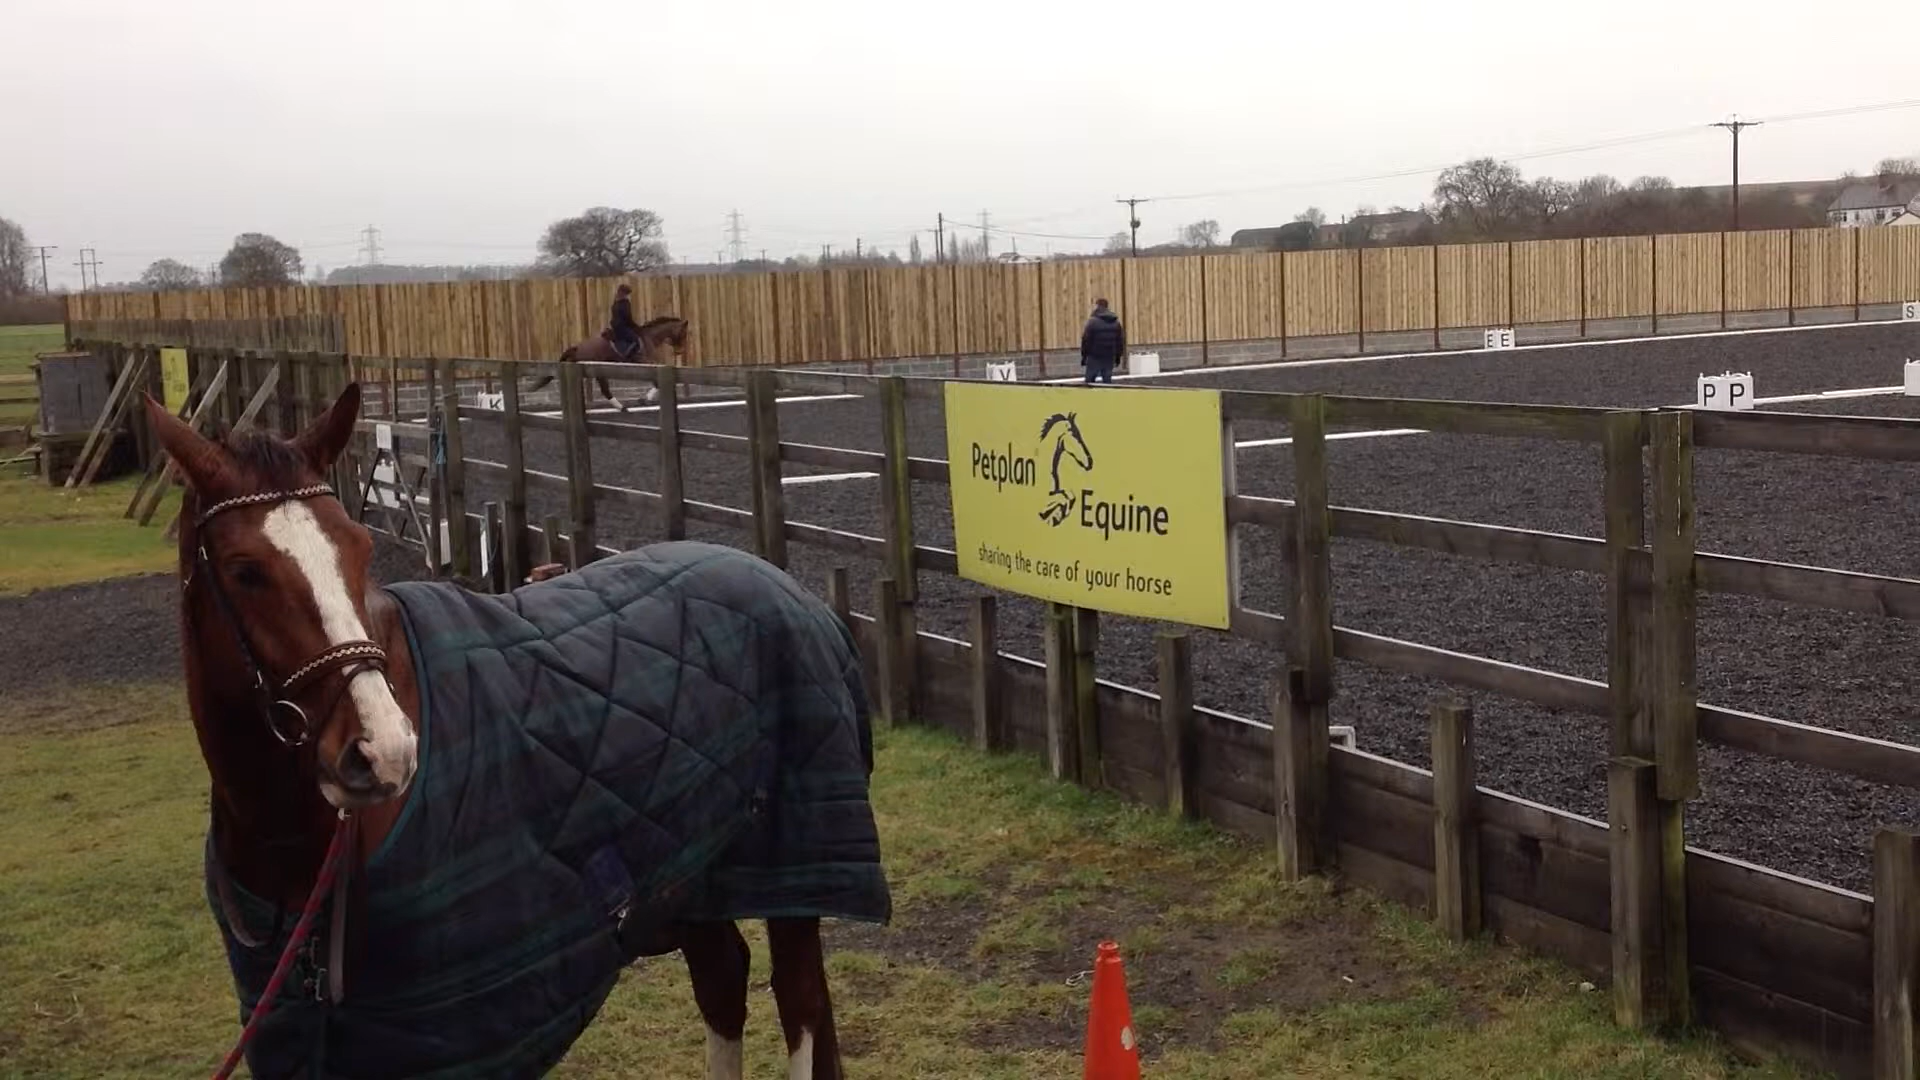 S
E E
V
P P
K
Petplan
Equine
sharing the care of your horse